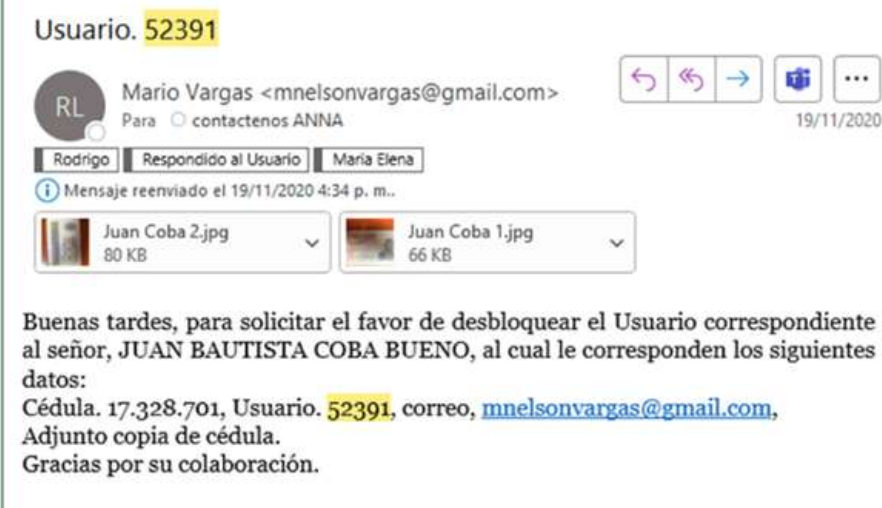 Usuario. 52391
RL
Mario Vargas <mnelsonvargas@gmail.com>
Para contactenos ANNA
19/11/2020
Rodrigo Respondido al Usuario Maria Elena
Mensaje reenviado el 19/11/2020 4:34 p. m..
Juan Coba 2.jpg
80 KB
Juan Coba 1.jpg
66 KB
Buenas tardes, para solicitar el favor de desbloquear el Usuario correspondiente
al señor, JUAN BAUTISTA COBA BUENO, al cual le corresponden los siguientes
datos:
Cédula. 17.328.701, Usuario. 52391, correo, mnelsonvargas@gmail.com,
Adjunto copia de cédula.
Gracias por su colaboración.